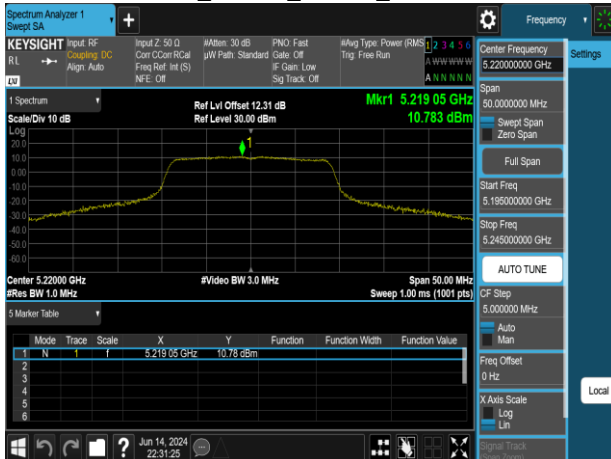 Spectrum Analyzer 1
Swept SA
Frequency
KEYSIGHT
RL
Input: RF
Coupling: DC
Align: Auto
Input Z: 50 Ω
Corr CCorr RCal
Freq Ref: Int (S)
NFE: Off
#Atten: 30 dB
µW Path: Standard
PNO: Fast
Gate: Off
IF Gain: Low
Sig Track: Off
#Avg Type: Power (RMS
Trig: Free Run
1 2 3 4 5 6
A W W W W W
A N N N N N
LXI
1 Spectrum
Scale/Div 10 dB
Ref Lvl Offset 12.31 dB
Ref Level 30.00 dBm
Mkr1 5.219 05 GHz
10.783 dBm
Log
20.0
10.0
0.00
-10.0
-20.0
-30.0
-40.0
-50.0
-60.0
1
Center 5.22000 GHz
#Res BW 1.0 MHz
#Video BW 3.0 MHz
Span 50.00 MHz
Sweep 1.00 ms (1001 pts)
5 Marker Table
Mode Trace Scale X Y Function Function Width Function Value
1 N 1 f 5.219 05 GHz 10.78 dBm
2
3
4
5
6
Jun 14, 2024
22:31:25
Center Frequency
5.220000000 GHz
Span
50.0000000 MHz
Swept Span
Zero Span
Full Span
Start Freq
5.195000000 GHz
Stop Freq
5.245000000 GHz
AUTO TUNE
CF Step
5.000000 MHz
Auto
Man
Freq Offset
0 Hz
X Axis Scale
Log
Lin
Signal Track
(Span Zoom)
Settings
Local